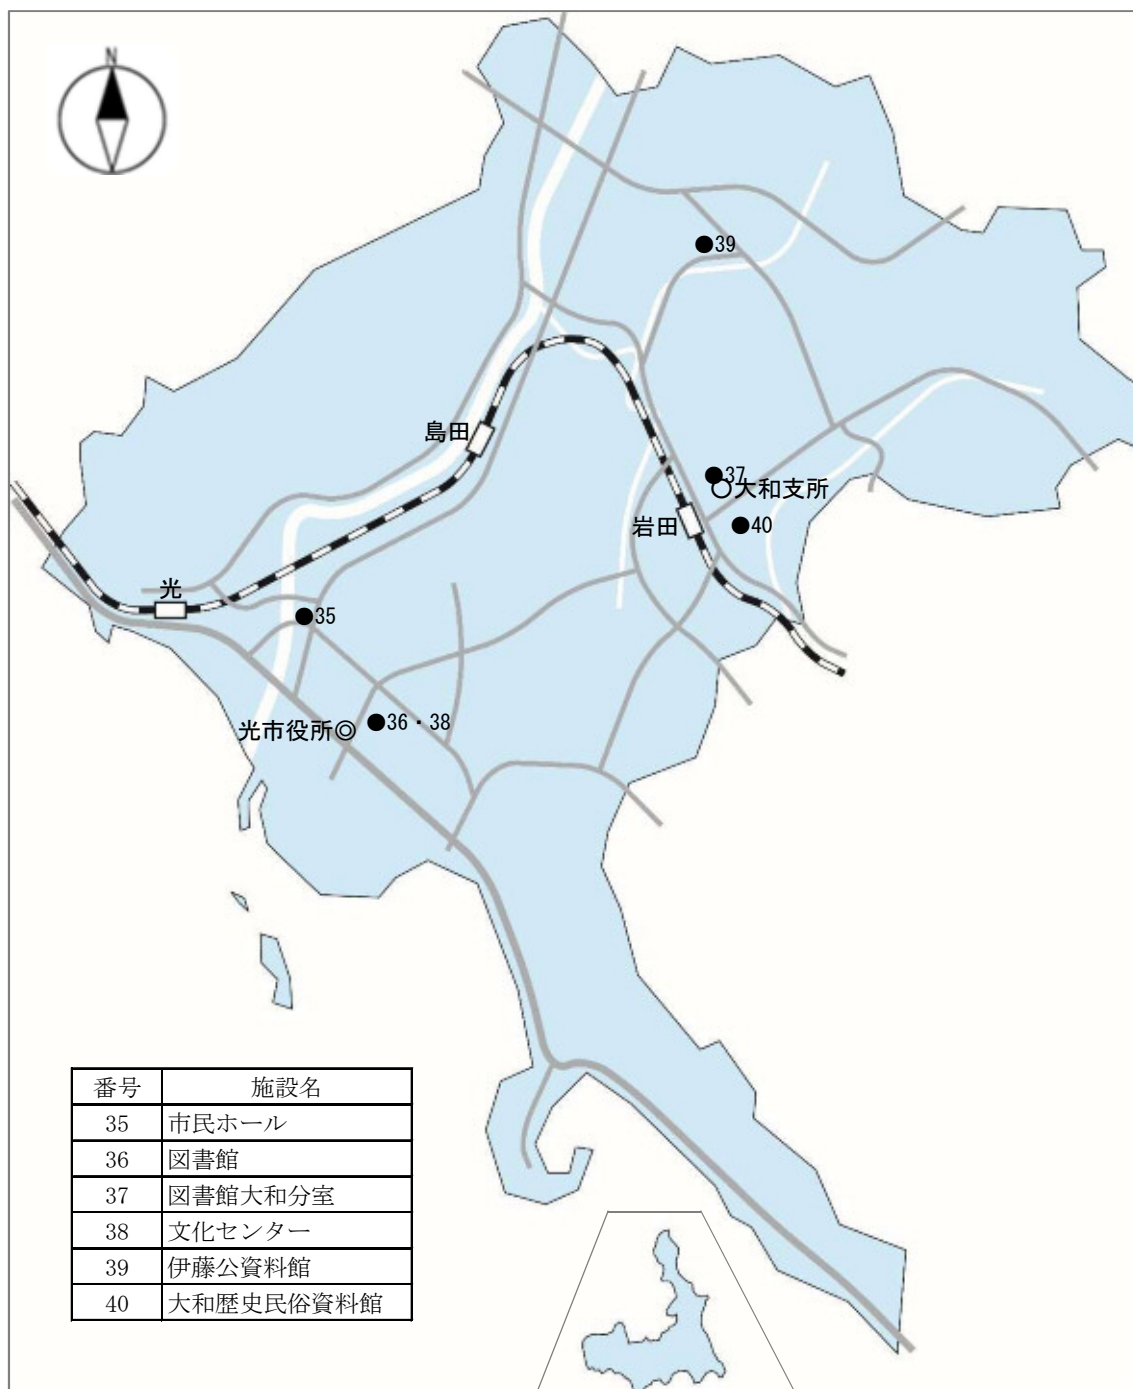 N
●39
島田
●37
○大和支所
岩田
●40
光
●35
●36・38
光市役所◎
番号 施設名
35 市民ホール
36 図書館
37 図書館大和分室
38 文化センター
39 伊藤公資料館
40 大和歴史民俗資料館